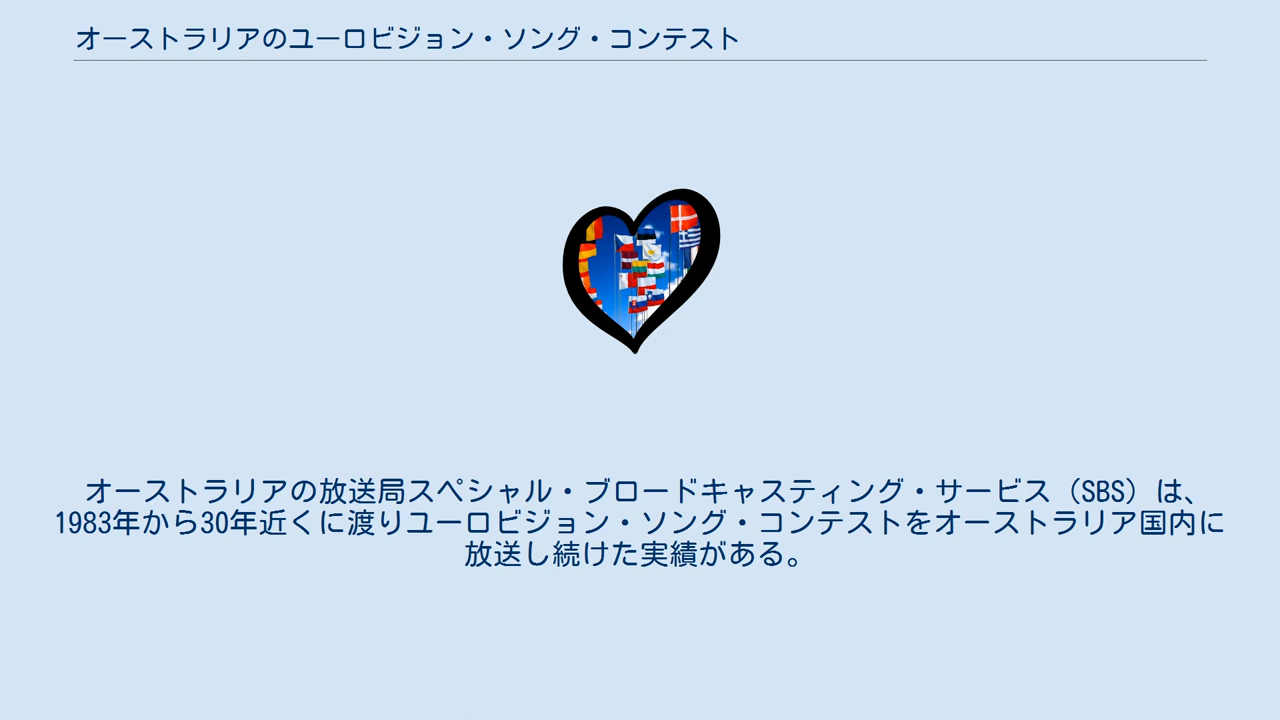 オーストラリアのユーロビジョン・ソング・コンテスト
オーストラリアの放送局スペシャル・ブロードキャスティング・サービス（SBS）は、
1983年から30年近くに渡りユーロビジョン・ソング・コンテストをオーストラリア国内に
放送し続けた実績がある。